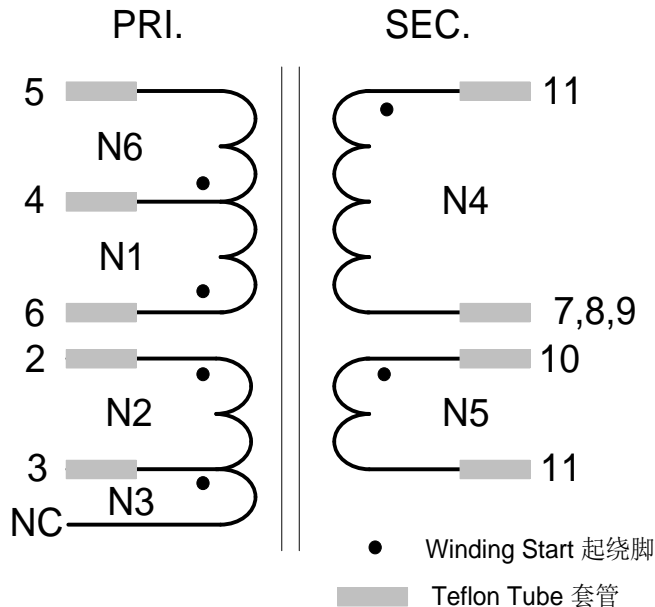 PRI. SEC.
5 11
N6
4 N4
N1
6 7,8,9
2 10
N2 N5
3 11
N3
NC
Winding Start 起绕脚
Teflon Tube 套管